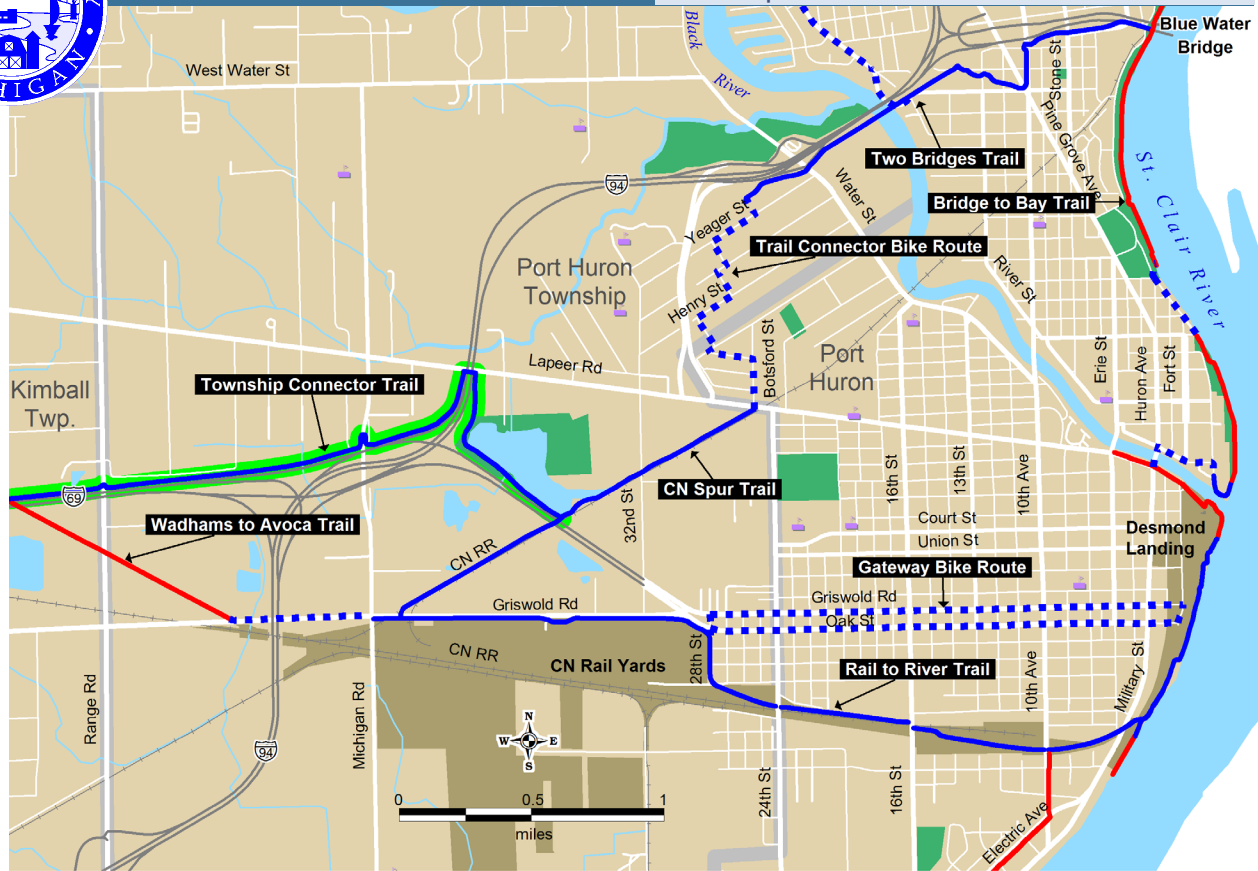 HIGAN
Blue Water
Bridge
Black
River
West Water St
Stone St
Pine Grove Ave
Two Bridges Trail
94
Water St
St. Clair River
Bridge to Bay Trail
Yeager St
Trail Connector Bike Route
Port Huron
Township
River St
Henry St
Lapeer Rd
Botsford St
Port
Huron
Erie St
Huron Ave
Fort St
Kimball
Twp.
Township Connector Trail
69
CN Spur Trail
16th St
13th St
10th Ave
32nd St
Wadhams to Avoca Trail
Court St
Union St
Desmond
Landing
CN RR
Gateway Bike Route
Griswold Rd
Griswold Rd
Oak St
CN RR
CN Rail Yards
28th St
Rail to River Trail
Range Rd
Michigan Rd
10th Ave
Military St
94
N
W
E
S
24th St
16th St
0
0.5
1
miles
Electric Ave